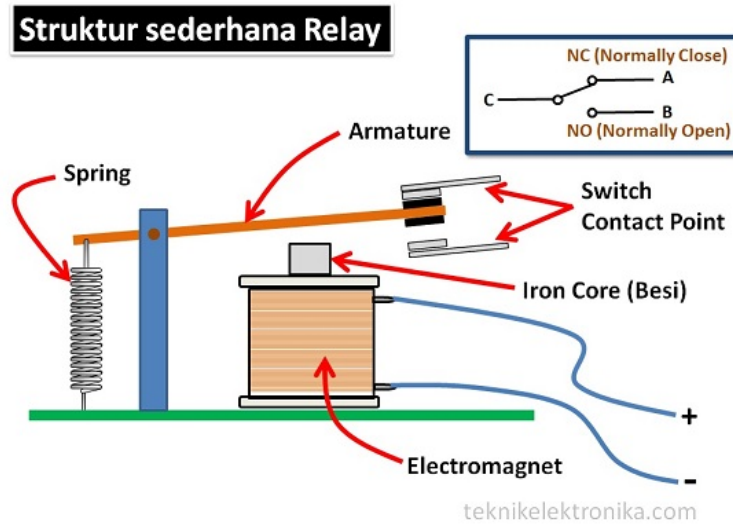 Struktur sederhana Relay
NC (Normally Close)
C
A
B
NO (Normally Open)
Armature
Spring
Switch
Contact Point
Iron Core (Besi)
+
Electromagnet
-
teknikelektronika.com